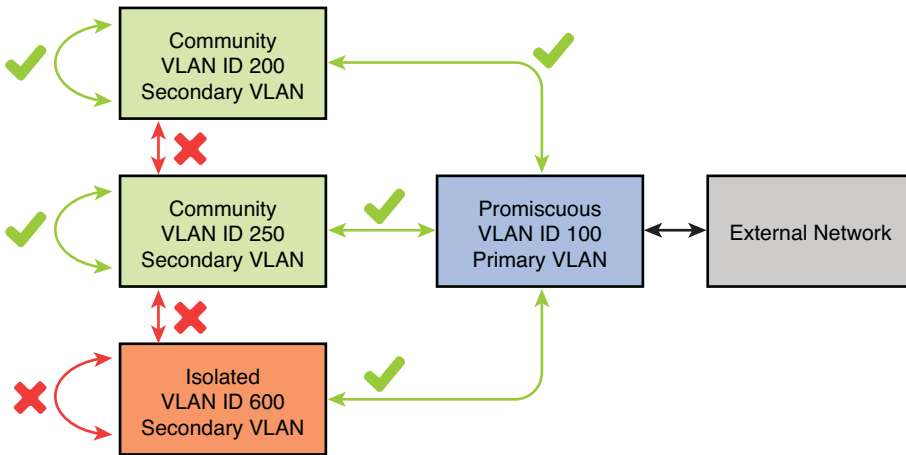 Community
VLAN ID 200
Secondary VLAN
Community
VLAN ID 250
Secondary VLAN
Promiscuous
VLAN ID 100
Primary VLAN
External Network
Isolated
VLAN ID 600
Secondary VLAN